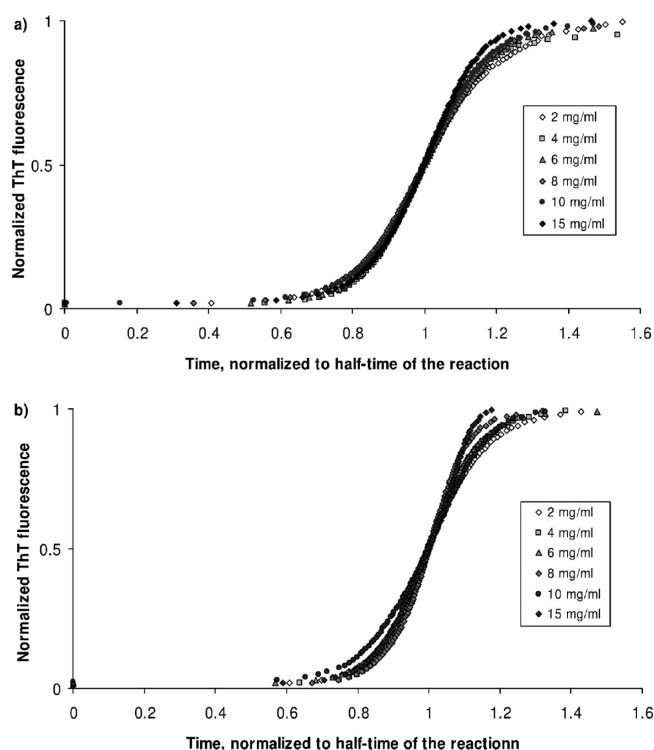 a)
1
0.5
0
Normalized ThT fluorescence
2 mg/ml
4 mg/ml
6 mg/ml
8 mg/ml
10 mg/ml
15 mg/ml
0 0.2 0.4 0.6 0.8 1 1.2 1.4 1.6
Time, normalized to half-time of the reaction
b)
1
0.5
0
Normalized ThT fluorescence
2 mg/ml
4 mg/ml
6 mg/ml
8 mg/ml
10 mg/ml
15 mg/ml
0 0.2 0.4 0.6 0.8 1 1.2 1.4 1.6
Time, normalized to half-time of the reactionn